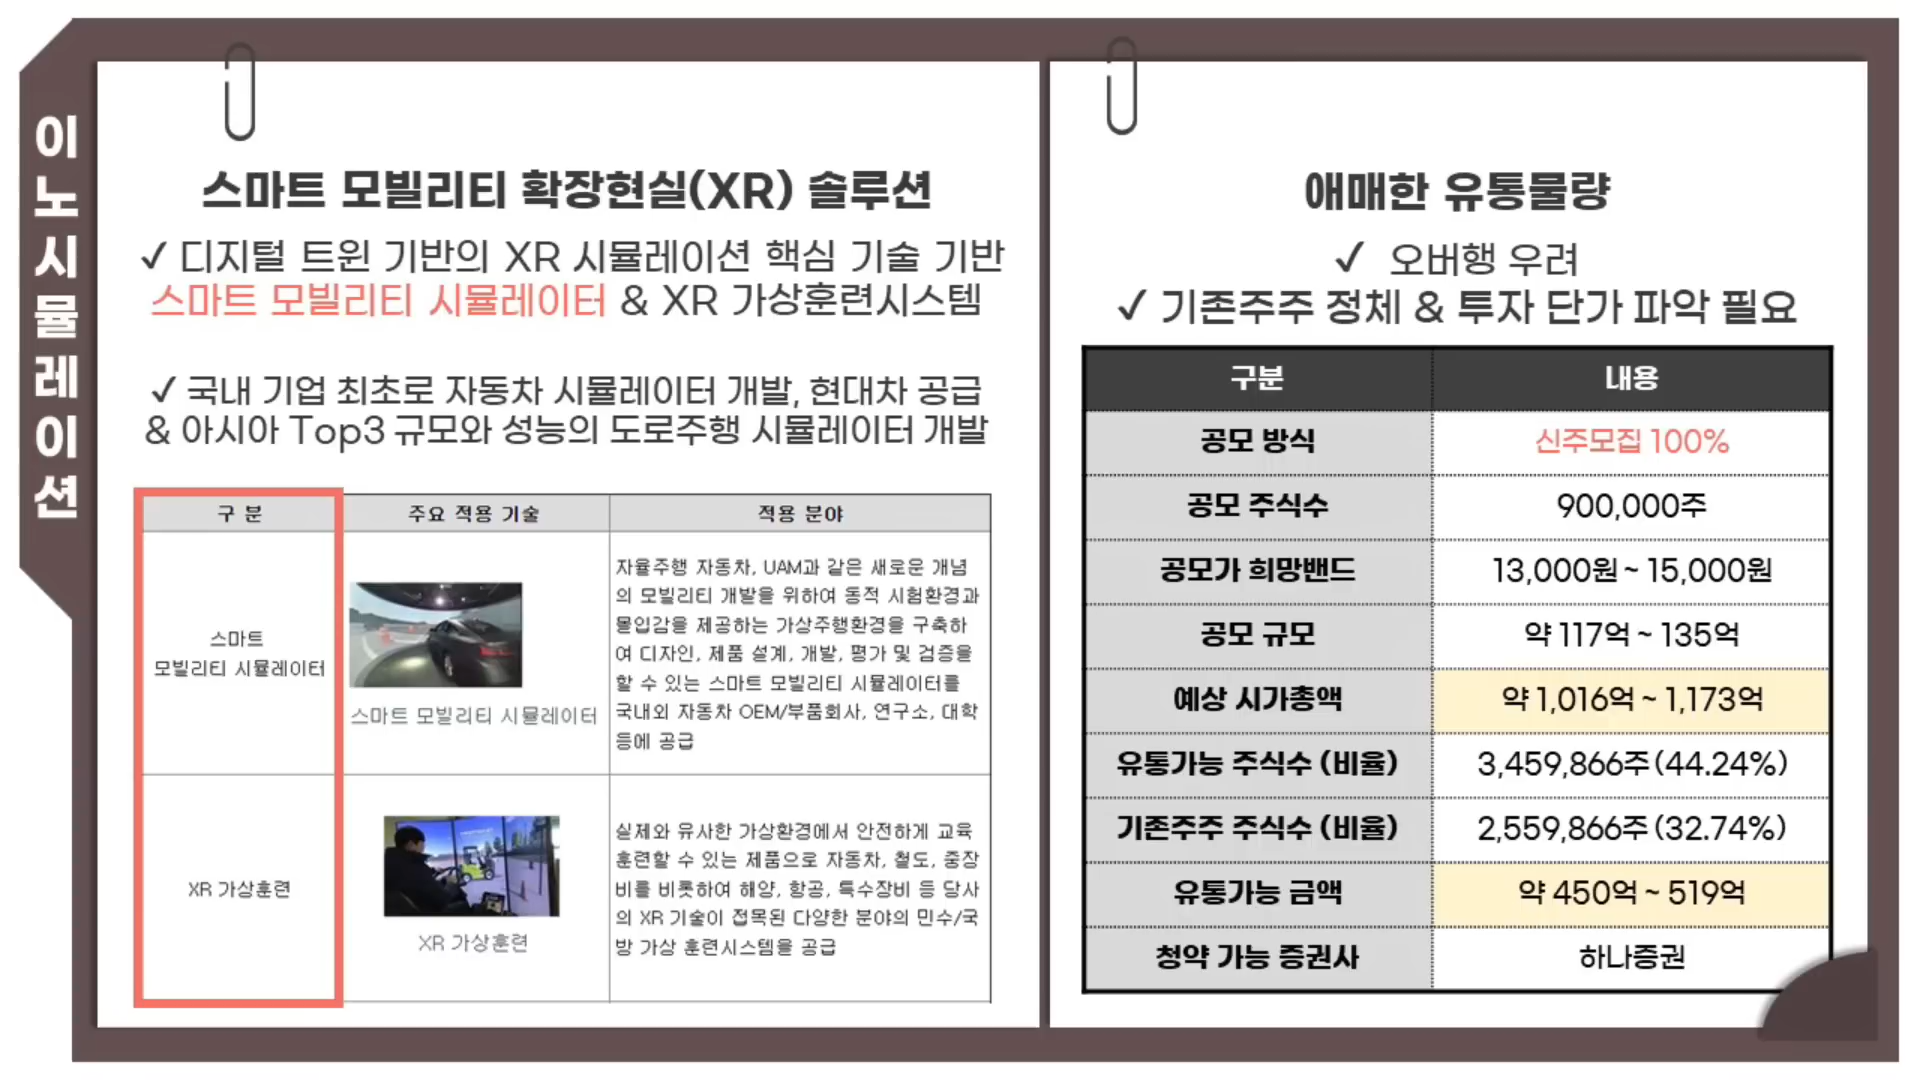 이노시뮬레이션
스마트 모빌리티 확장현실(XR) 솔루션
✓ 디지털 트윈 기반의 XR 시뮬레이션 핵심 기술 기반
스마트 모빌리티 시뮬레이터 & XR 가상훈련시스템
✓ 국내 기업 최초로 자동차 시뮬레이터 개발, 현대차 공급
& 아시아 Top3 규모와 성능의 도로주행 시뮬레이터 개발
구 분 주요 적용 기술 적용 분야
스마트
모빌리티 시뮬레이터
스마트 모빌리티 시뮬레이터
자율주행 자동차, UAM과 같은 새로운 개념
의 모빌리티 개발을 위하여 동적 시험환경과
몰입감을 제공하는 가상주행환경을 구축하
여 디자인, 제품 설계, 개발, 평가 및 검증을
할 수 있는 스마트 모빌리티 시뮬레이터를
국내외 자동차 OEM/부품회사, 연구소, 대학
등에 공급
XR 가상훈련
XR 가상훈련
실제와 유사한 가상환경에서 안전하게 교육
훈련할 수 있는 제품으로 자동차, 철도, 중장
비를 비롯하여 해양, 항공, 특수장비 등 당사
의 XR 기술이 접목된 다양한 분야의 민수/국
방 가상 훈련시스템을 공급
애매한 유통물량
✓ 오버행 우려
✓ 기존주주 정체 & 투자 단가 파악 필요
구분 내용
공모 방식 신주모집 100%
공모 주식수 900,000주
공모가 희망밴드 13,000원 ~ 15,000원
공모 규모 약 117억 ~ 135억
예상 시가총액 약 1,016억 ~ 1,173억
유통가능 주식수 (비율) 3,459,866주 (44.24%)
기존주주 주식수 (비율) 2,559,866주 (32.74%)
유통가능 금액 약 450억 ~ 519억
청약 가능 증권사 하나증권